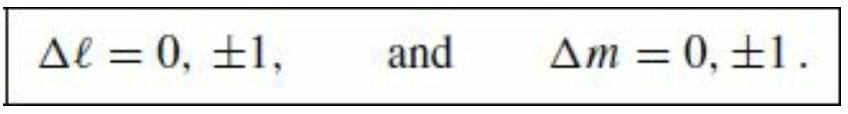 Δℓ = 0, ±1, and Δm = 0, ±1.